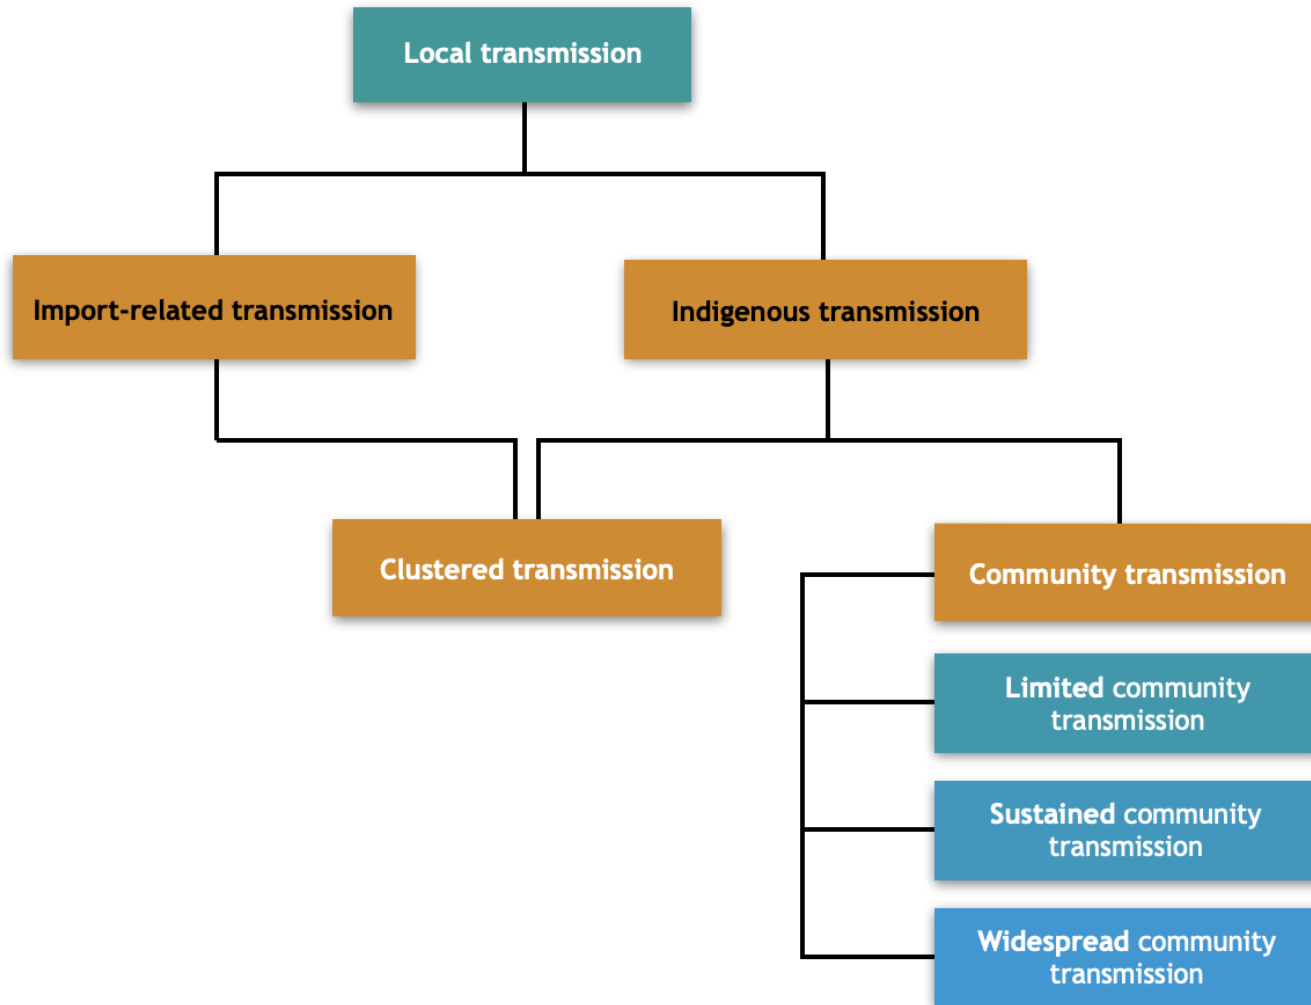 Local transmission
Import-related transmission
Indigenous transmission
Clustered transmission
Community transmission
Limited community
transmission
Sustained community
transmission
Widespread community
transmission